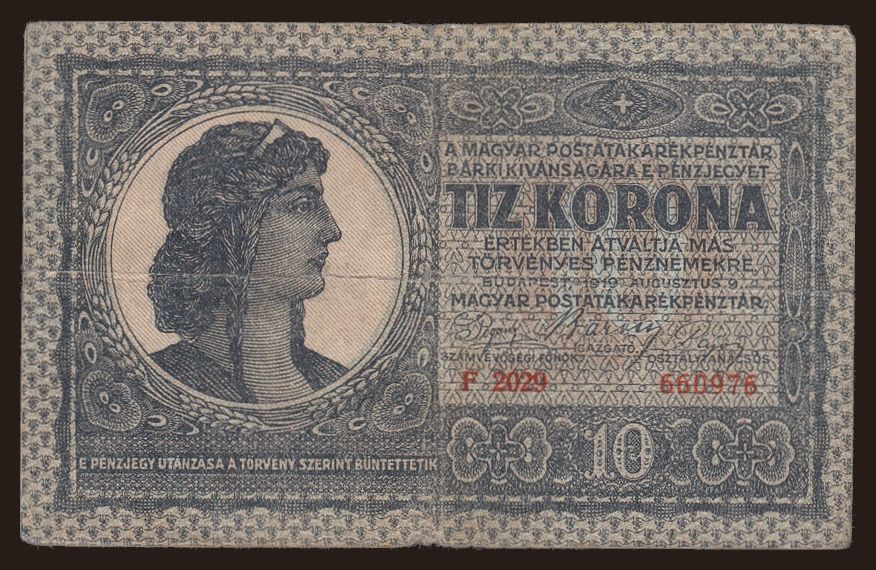 A MAGYAR POSTATAKARÉKPÉNZTÁR
BÁRKI KIVÁNSÁGÁRA E PÉNZJEGYET
TIZ KORONA
ÉRTÉKBEN ÁTVÁLTJA MÁS
TÖRVÉNYES PÉNZNEMEKRE.
BUDAPEST 1919 AUGUSZTUS 9.
MAGYAR POSTATAKARÉKPÉNZTÁR.
IGAZGATÓ
SZÁMVEVŐSÉGI FŐNÖK OSZTÁLYTANÁCSOS
F 2029 660976
E PÉNZJEGY UTÁNZÁSA A TÖRVÉNY SZERINT BÜNTETTETIK
10